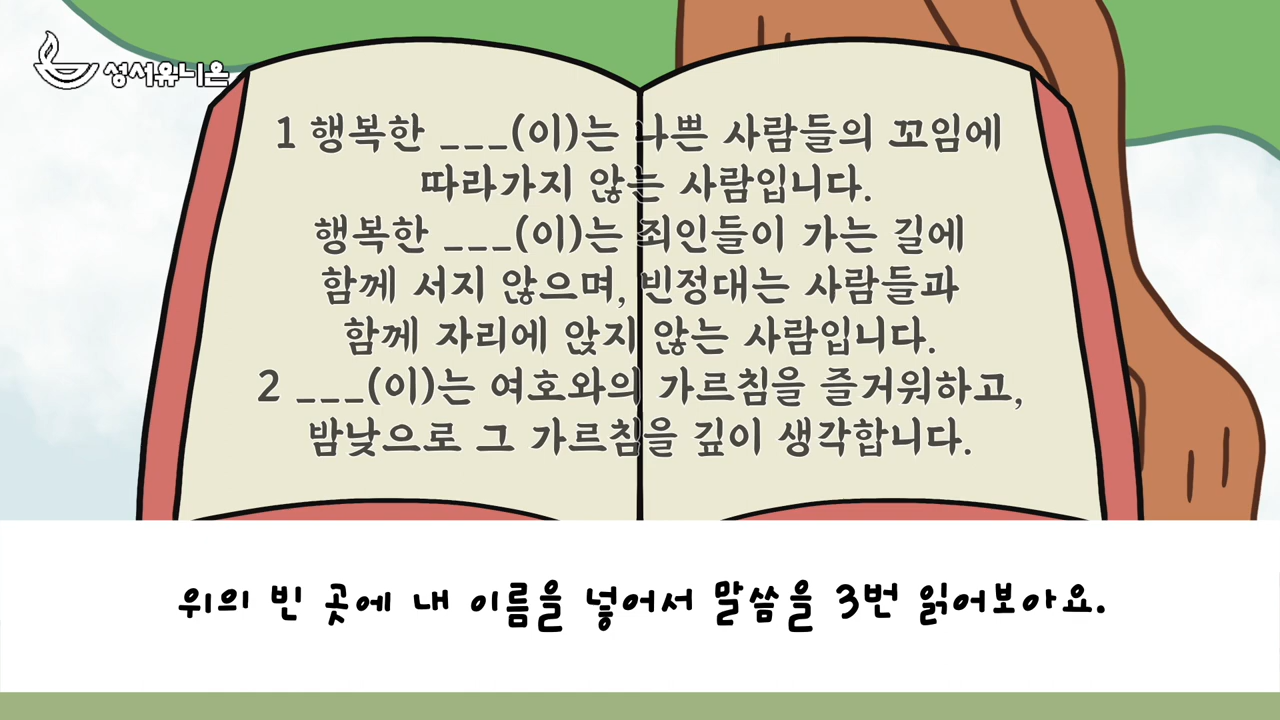 성서유니온
1 행복한 ___(이)는 나쁜 사람들의 꼬임에
따라가지 않는 사람입니다.
행복한 ___(이)는 죄인들이 가는 길에
함께 서지 않으며, 빈정대는 사람들과
함께 자리에 앉지 않는 사람입니다.
2 ___(이)는 여호와의 가르침을 즐거워하고,
밤낮으로 그 가르침을 깊이 생각합니다.
위의 빈 곳에 내 이름을 넣어서 말씀을 3번 읽어보아요.